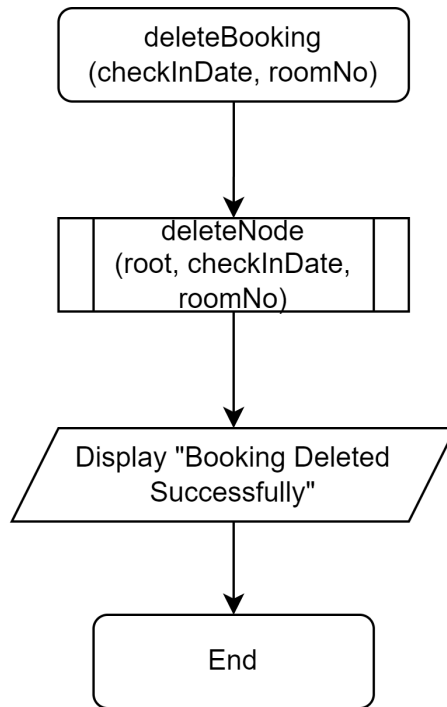 deleteBooking
(checkInDate, roomNo)
deleteNode
(root, checkInDate,
roomNo)
Display "Booking Deleted
Successfully"
End